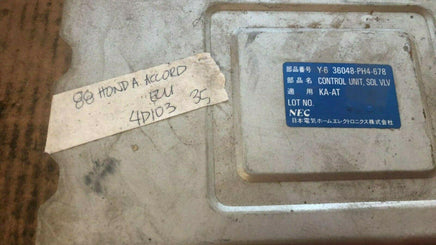 88 HONDA ACCORD
ECU
4D103 35
部品番号 Y-6 36048-PH4-678
部品名 CONTROL UNIT, SOL VLV
適用 KA-AT
LOT NO.
NEC
日本電気ホームエレクトロニクス株式会社